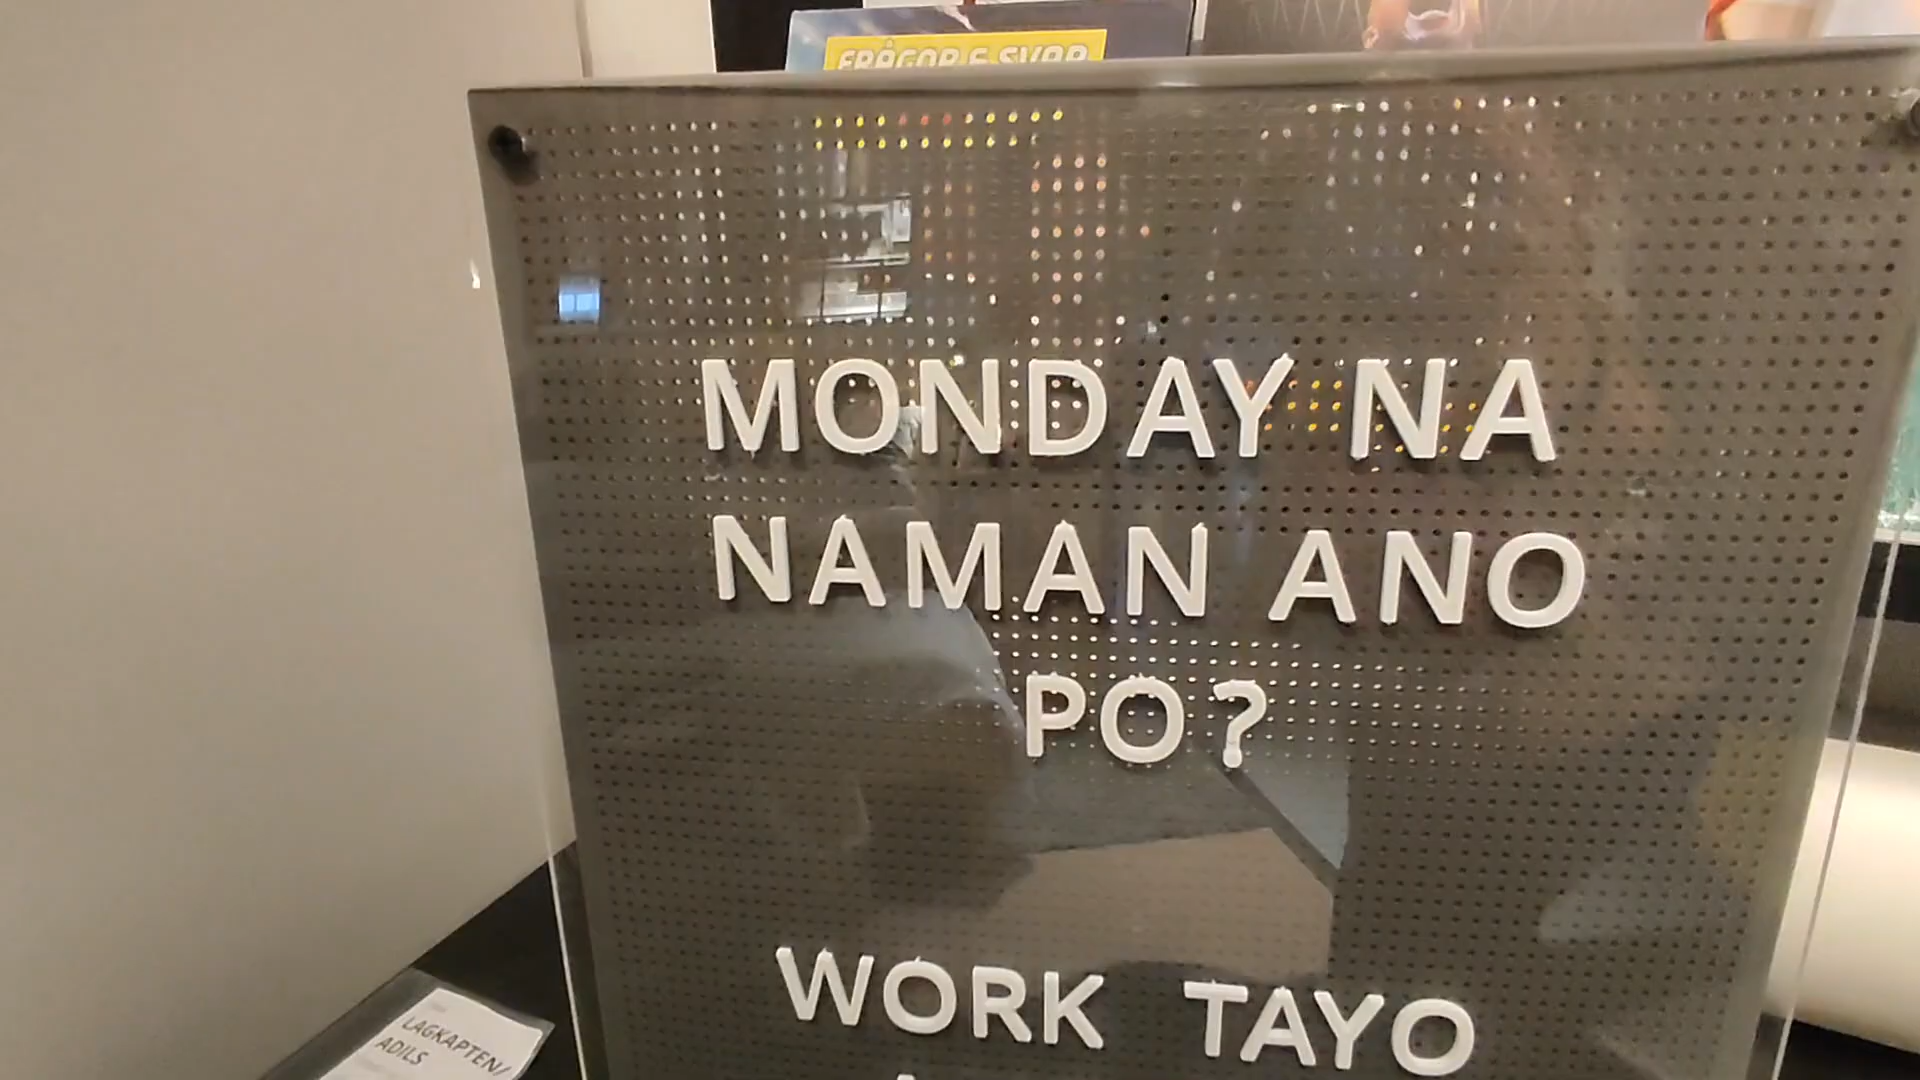 FRÅGOR & SVAR
MONDAY NA
NAMAN ANO
PO?
WORK TAYO
LAGKAPTEN/
ADILS